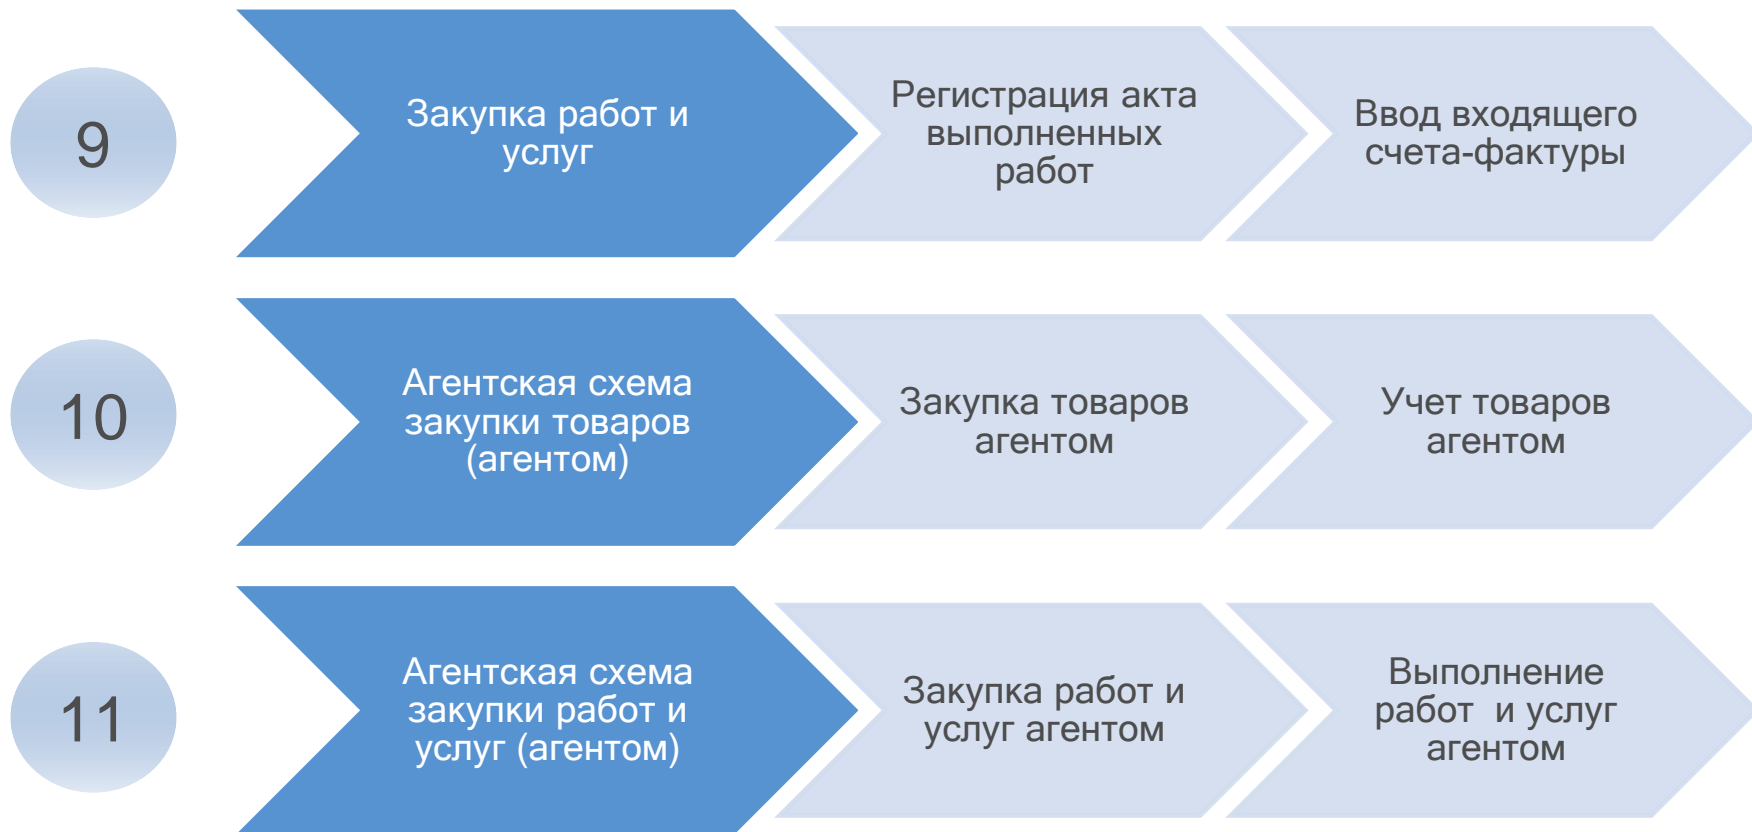 9
Закупка работ и
услуг
Регистрация акта
выполненных
работ
Ввод входящего
счета-фактуры
10
Агентская схема
закупки товаров
(агентом)
Закупка товаров
агентом
Учет товаров
агентом
11
Агентская схема
закупки работ и
услуг (агентом)
Закупка работ и
услуг агентом
Выполнение
работ  и услуг
агентом